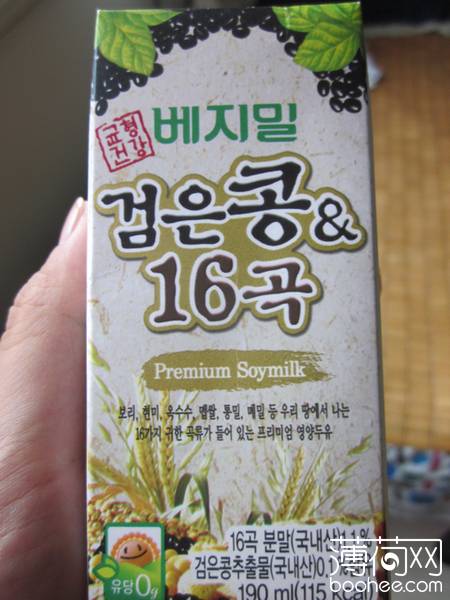 균형
건강
베지밀
검은콩&
16곡
Premium Soymilk
보리, 현미, 옥수수, 멥쌀, 통밀, 메밀 등 우리 땅에서 나는
16가지 귀한 곡류가 들어 있는 프리미엄 영양두유
유당 0g
16곡 분말(국내산)
검은콩추출물(국내산)
190 ml(115
薄荷网
boohee.com